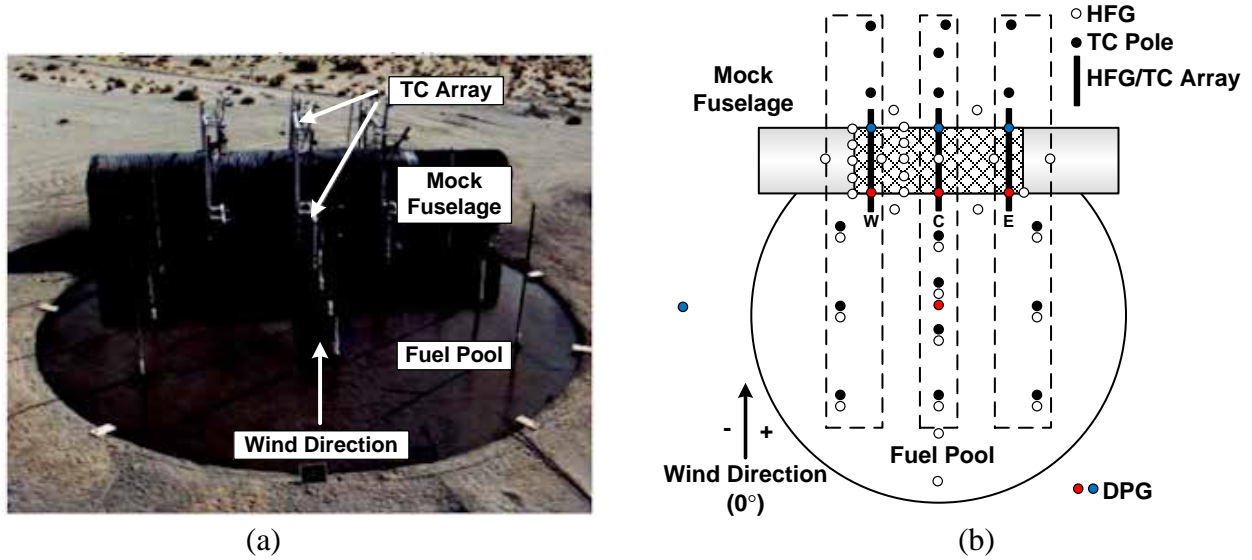 TC Array
Mock
Fuselage
Fuel Pool
Wind Direction
(a)
HFG
TC Pole
HFG/TC Array
Mock
Fuselage
W
C
E
- +
Wind Direction
(0°)
Fuel Pool
DPG
(b)